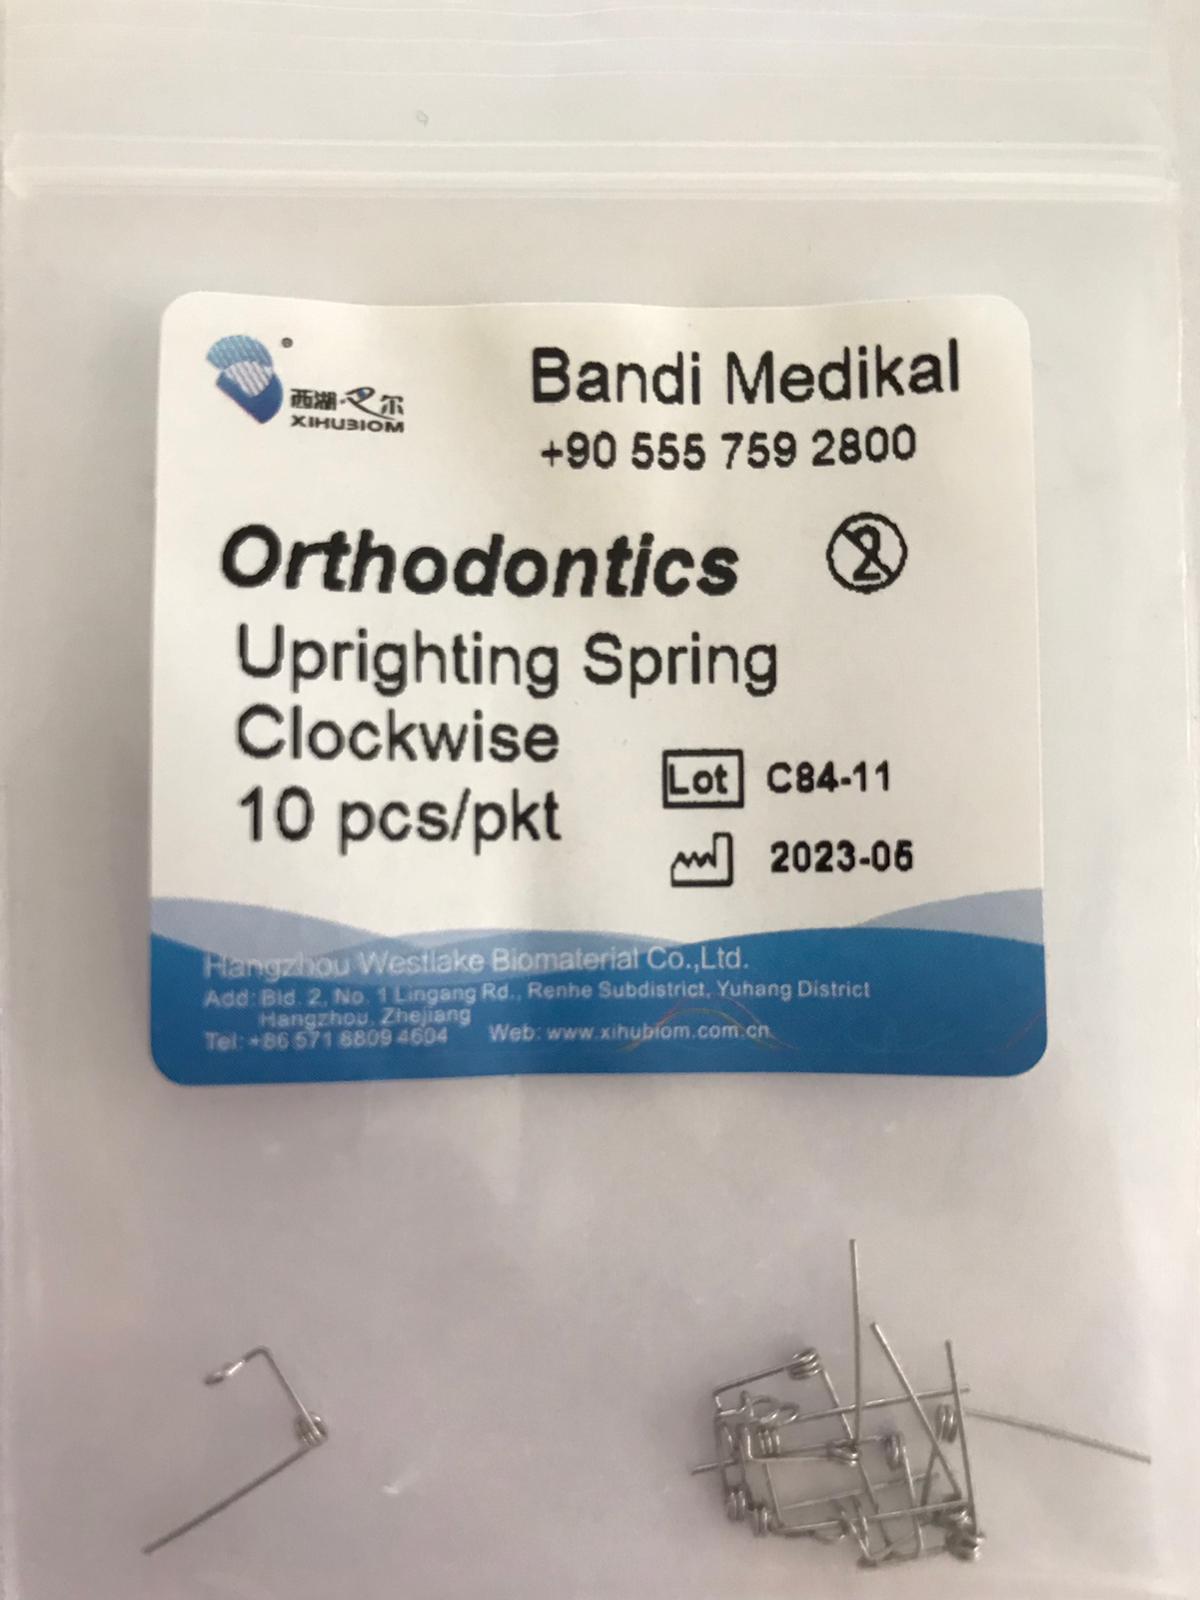 西湖巴尔
XIHUBIOM
Bandi Medikal
+90 555 759 2800
Orthodontics
2
Uprighting Spring
Clockwise
10 pcs/pkt
Lot C84-11
2023-05
Hangzhou Westlake Biomaterial Co.,Ltd.
Add: Bld. 2, No. 1 Lingang Rd., Renhe Subdistrict, Yuhang District
Hangzhou, Zhejiang
Tel: +86 571 8809 4604 Web: www.xihubiom.com.cn